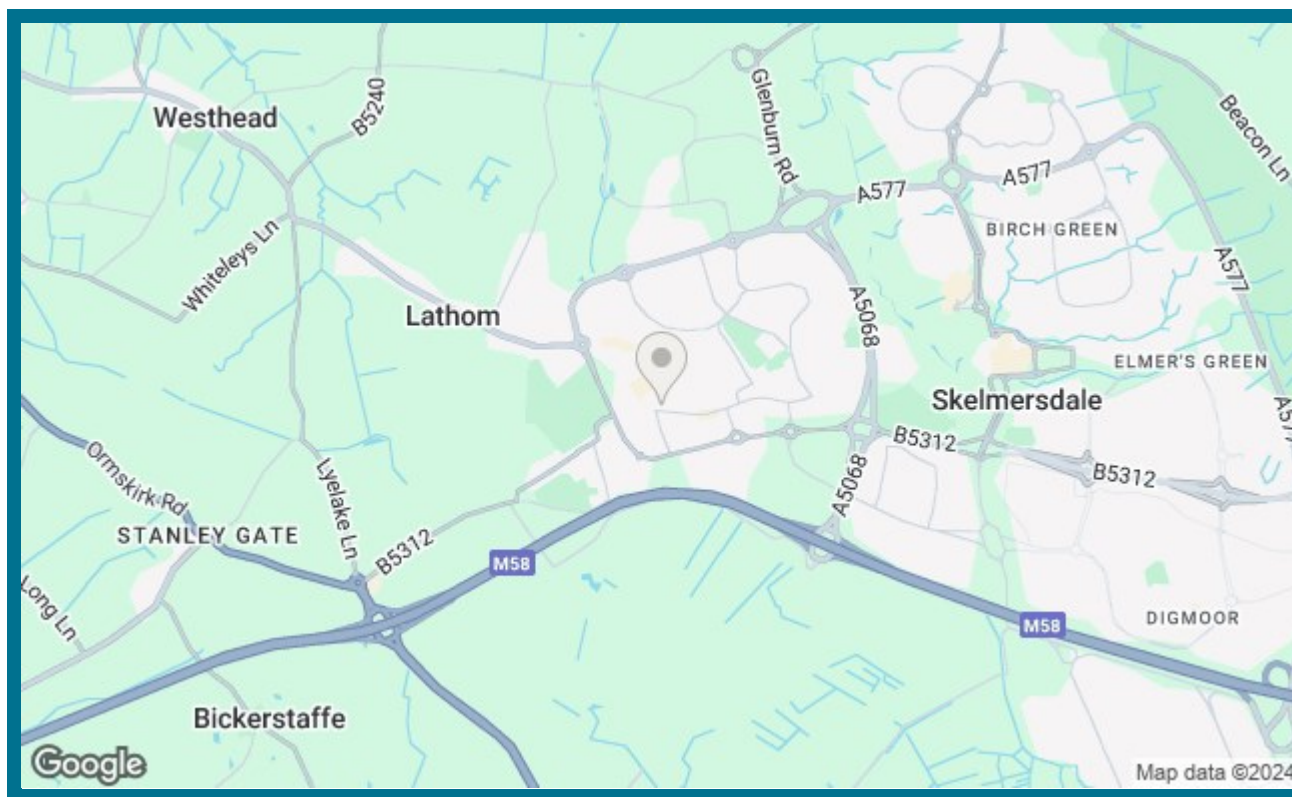 Westhead
B5240
Glenburn Rd
Beacon Ln
A577
A577
BIRCH GREEN
Whiteleys Ln
A577
Lathom
A5068
ELMER'S GREEN
Skelmersdale
A577
B5312
B5312
Ormskirk Rd
Lyelake Ln
A5068
STANLEY GATE
B5312
M58
Long Ln
DIGMOOR
M58
Bickerstaffe
Google
Map data ©2024